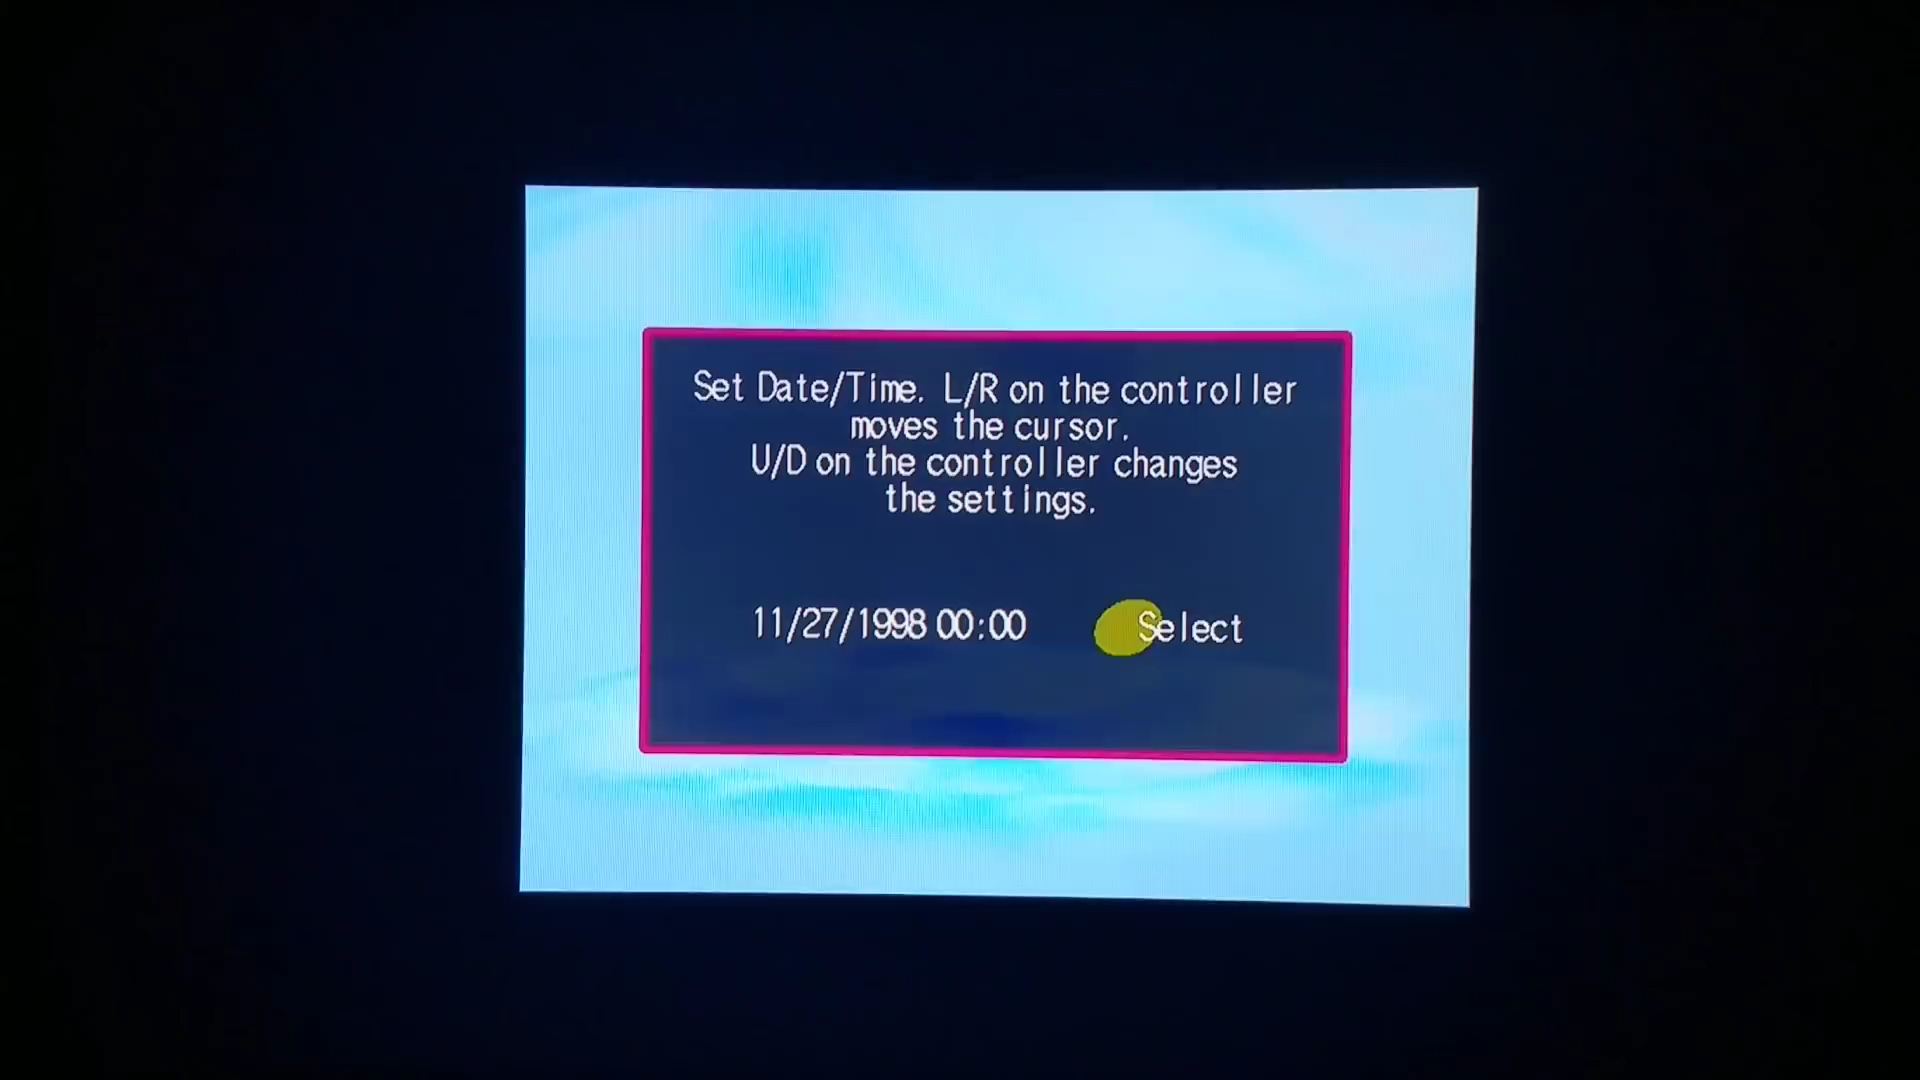 Set Date/Time. L/R on the controller
moves the cursor.
U/D on the controller changes
the settings.
11/27/1998 00:00 Select